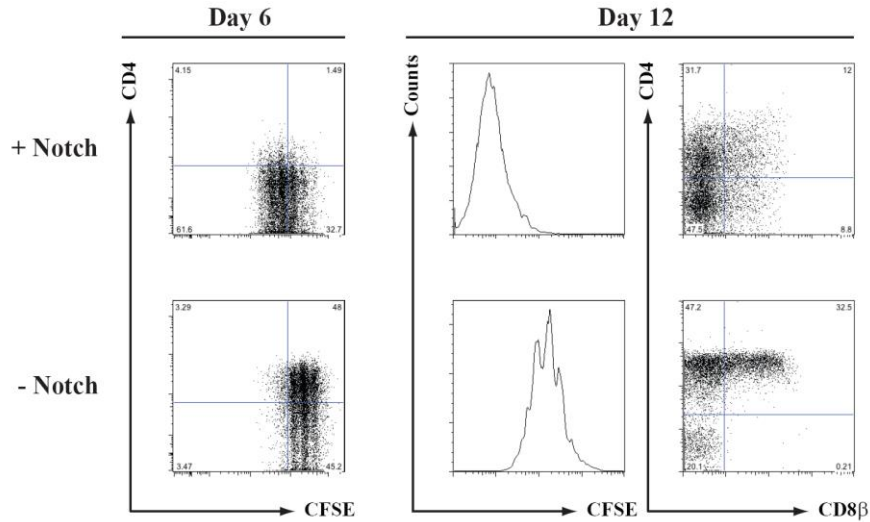 Day 6 Day 12
CD4 4.15 1.49 Counts CD4 31.7 12
+ Notch
61.6 32.7 47.5 8.8
3.29 48 47.2 32.5
- Notch
3.47 45.2 20.1 0.21
CFSE CFSE CD8β